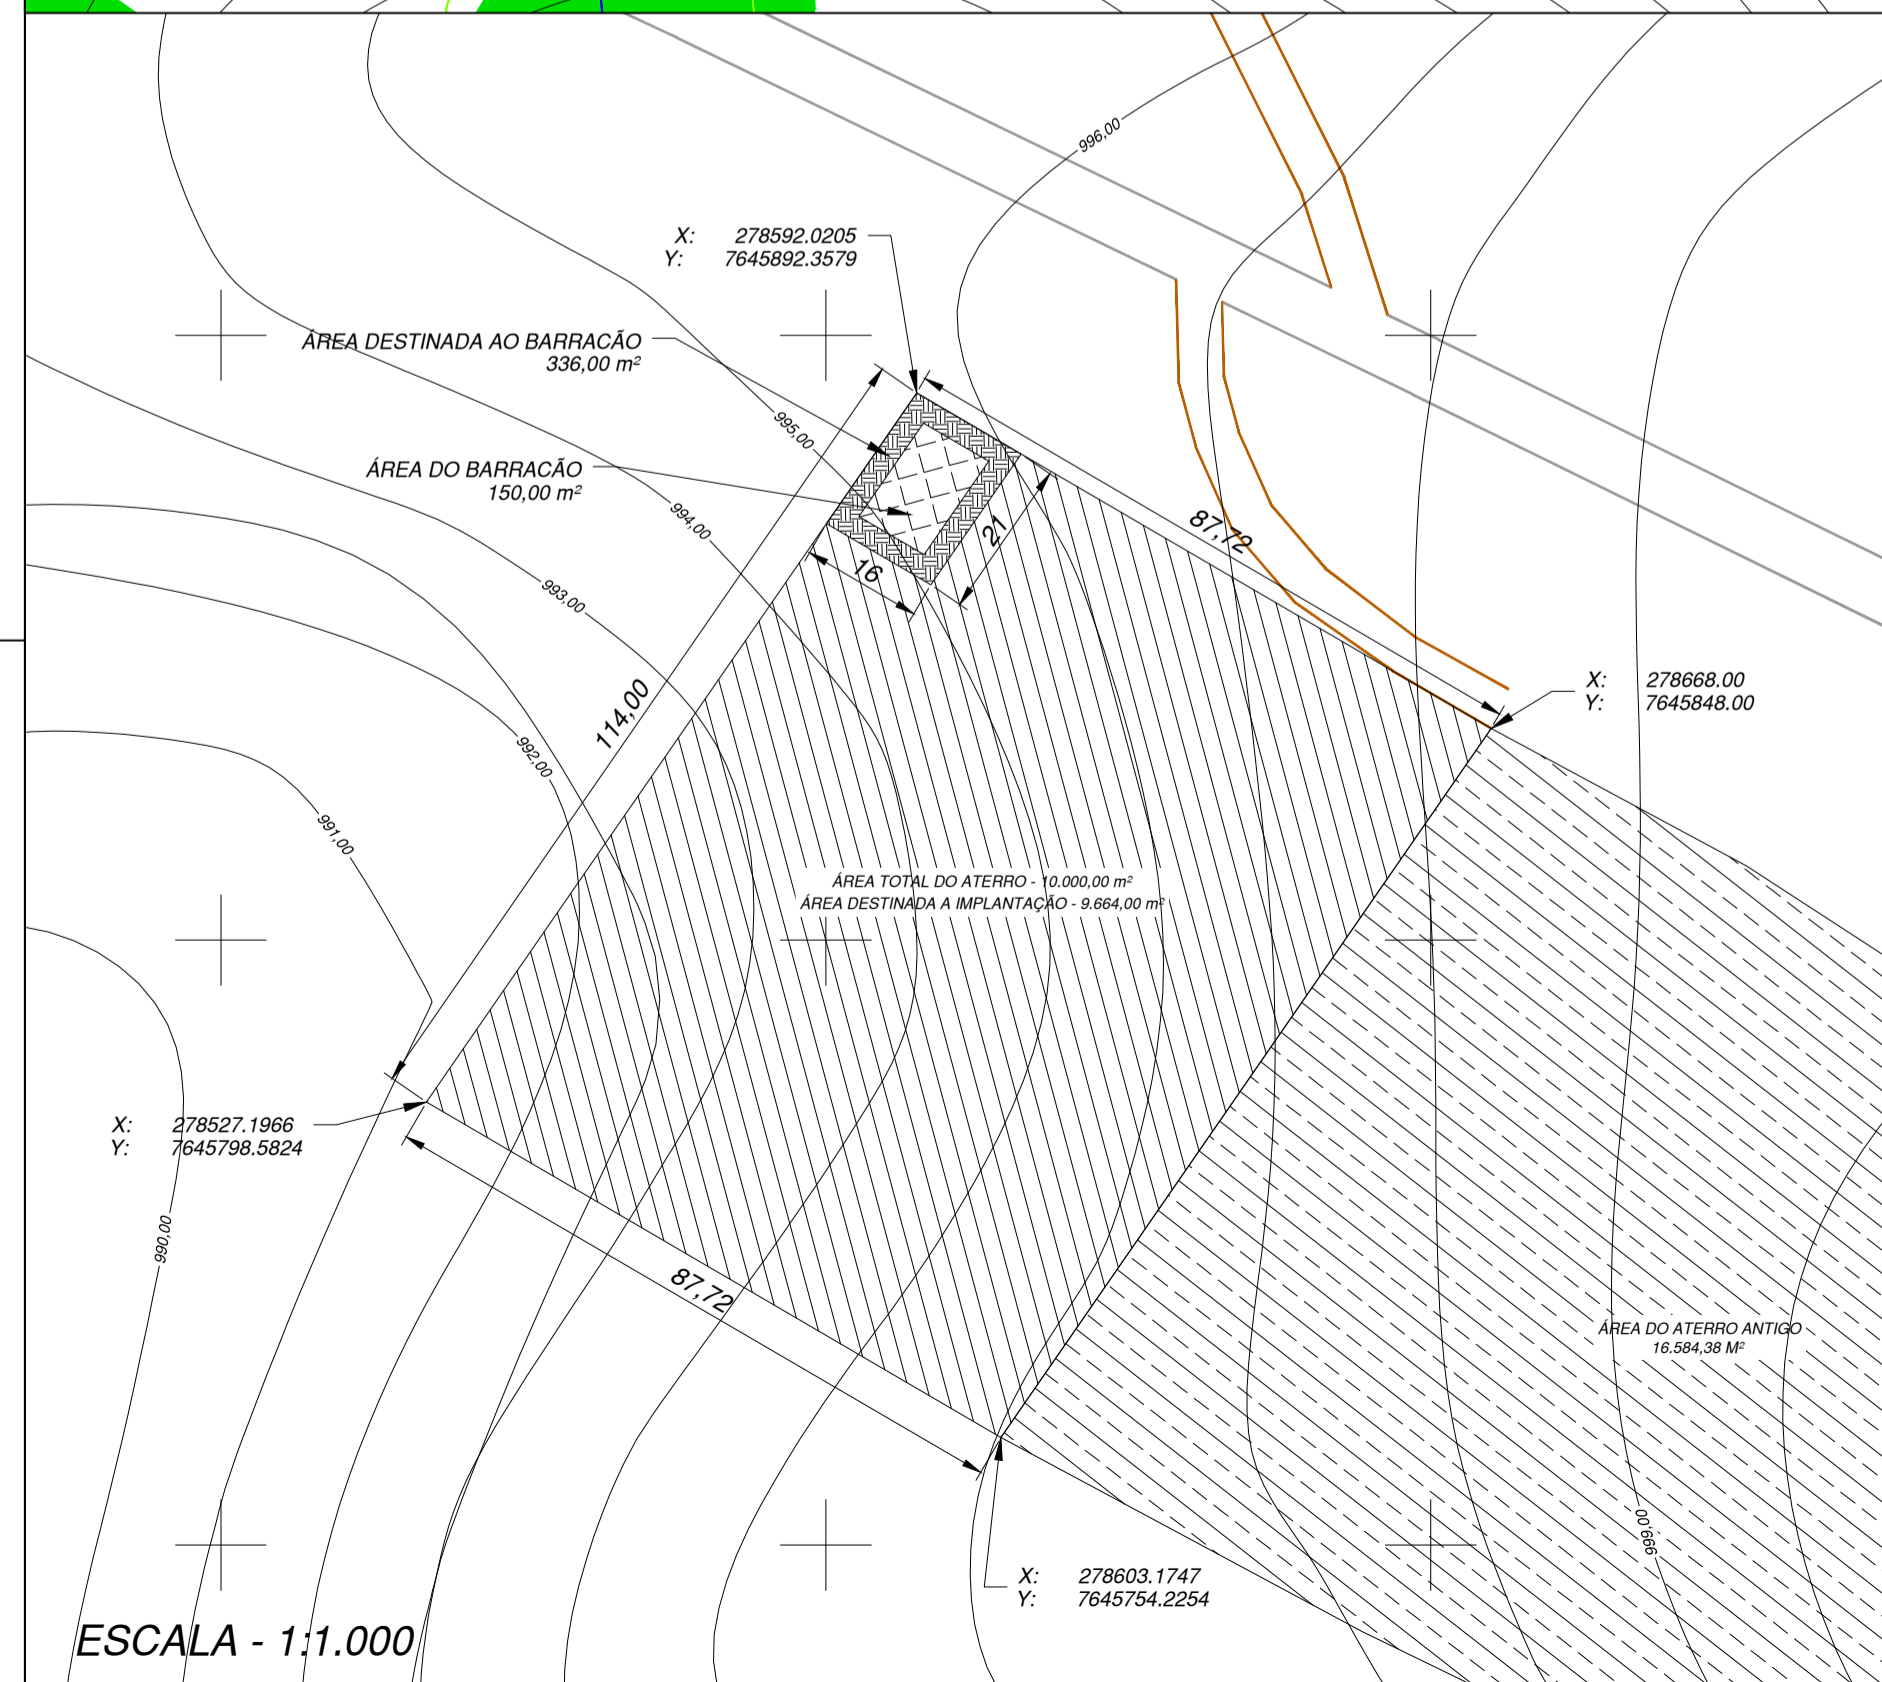 996,00
X: 278592.0205
Y: 7645892.3579
ÁREA DESTINADA AO BARRACÃO
336,00 m²
995,00
ÁREA DO BARRACÃO
150,00 m²
994,00
21
87,72
16
993,00
114,00
X: 278668.00
Y: 7645848.00
992,00
991,00
ÁREA TOTAL DO ATERRO - 10.000,00 m²
ÁREA DESTINADA A IMPLANTAÇÃO - 9.664,00 m²
X: 278527.1966
Y: 7645798.5824
990,00
87,72
ÁREA DO ATERRO ANTIGO
16.584,38 M²
999,00
X: 278603.1747
Y: 7645754.2254
ESCALA - 1:1.000